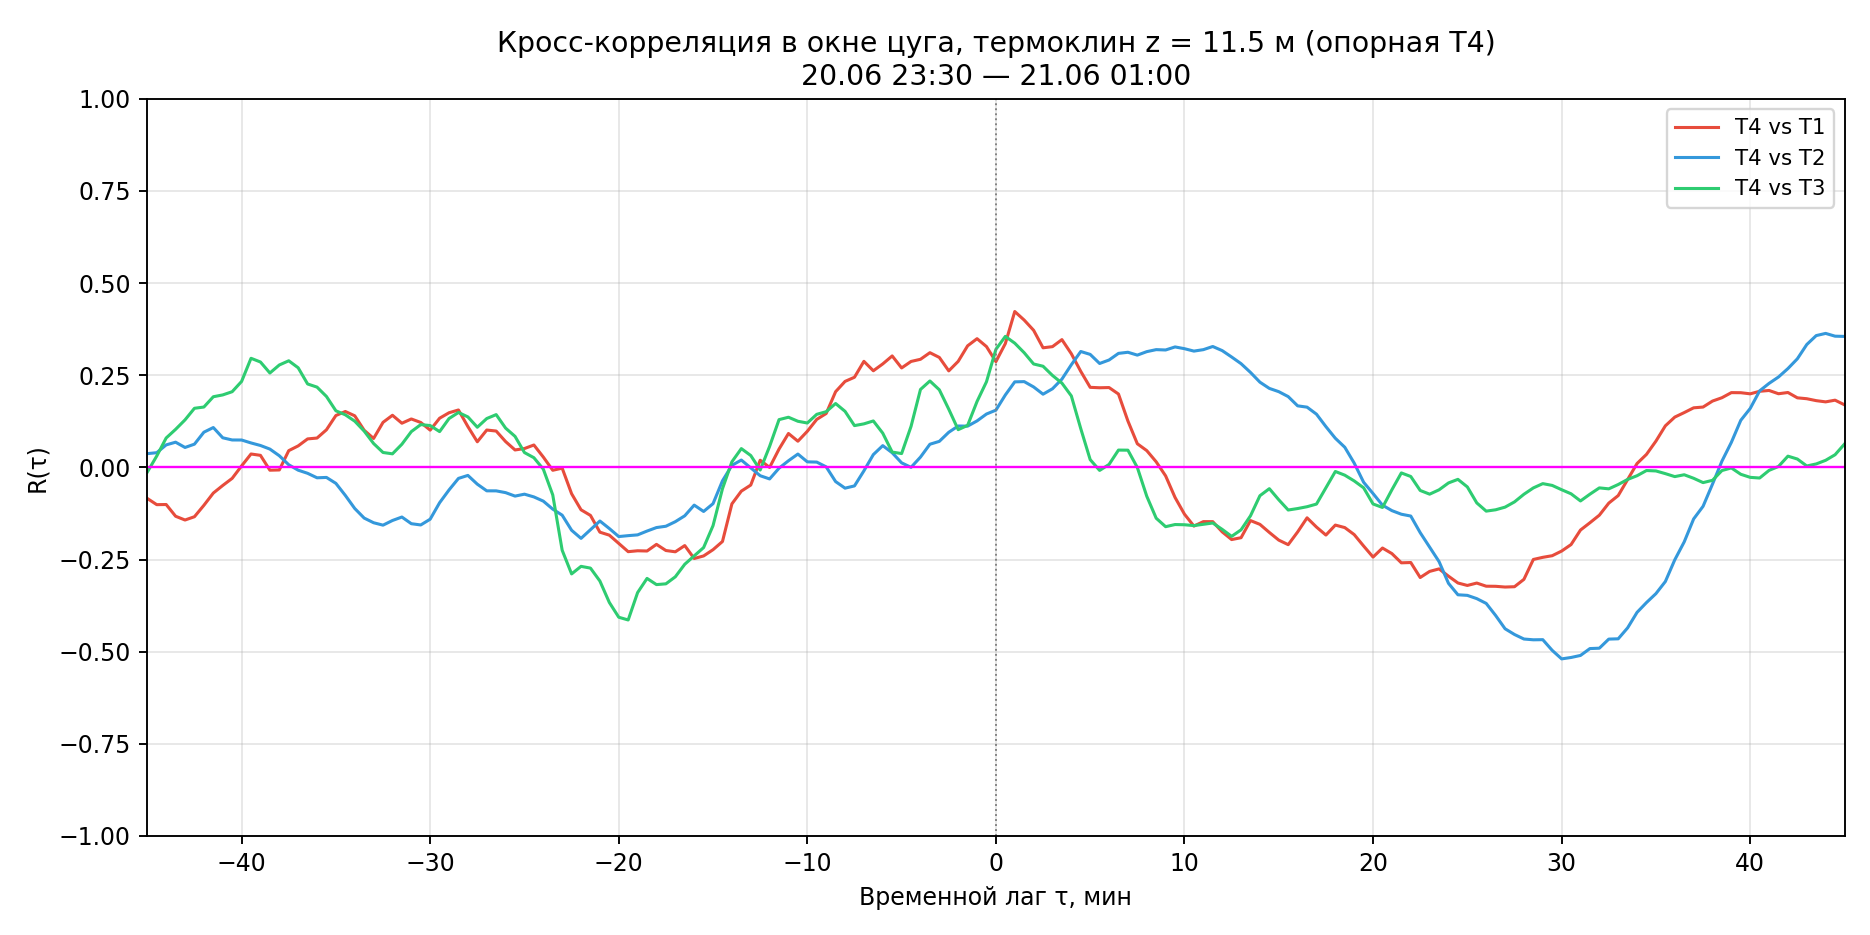 Кросс-корреляция в окне цуга, термоклин z = 11.5 м (опорная T4)
20.06 23:30 — 21.06 01:00
R(τ)
1.00
0.75
0.50
0.25
0.00
−0.25
−0.50
−0.75
−1.00
T4 vs T1
T4 vs T2
T4 vs T3
−40 −30 −20 −10 0 10 20 30 40
Временной лаг τ, мин